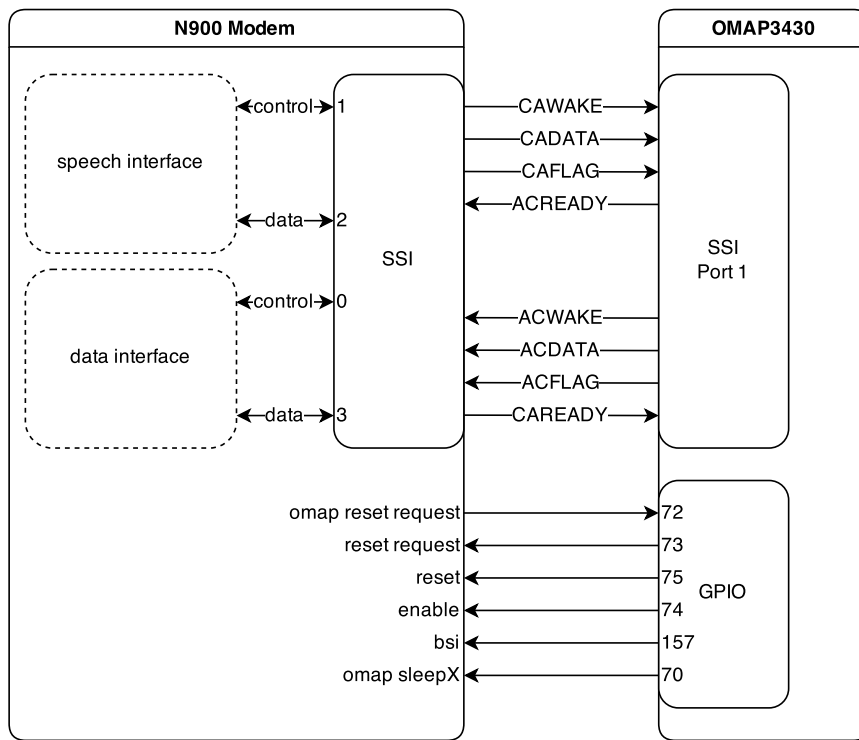 N900 Modem
OMAP3430
speech interface
control
1
data
2
data interface
control
0
data
3
SSI
CAWAKE
CADATA
CAFLAG
ACREADY
ACWAKE
ACDATA
ACFLAG
CAREADY
SSI
Port 1
omap reset request
72
reset request
73
reset
75
enable
74
bsi
157
omap sleepX
70
GPIO